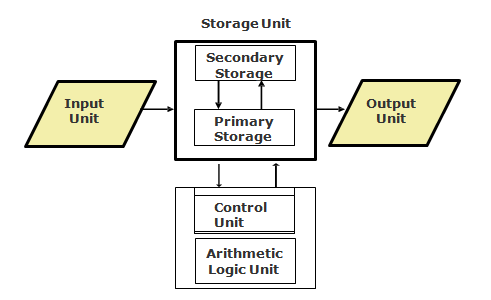 Storage Unit
Secondary
Storage
Input
Unit
Primary
Storage
Output
Unit
Control
Unit
Arithmetic
Logic Unit